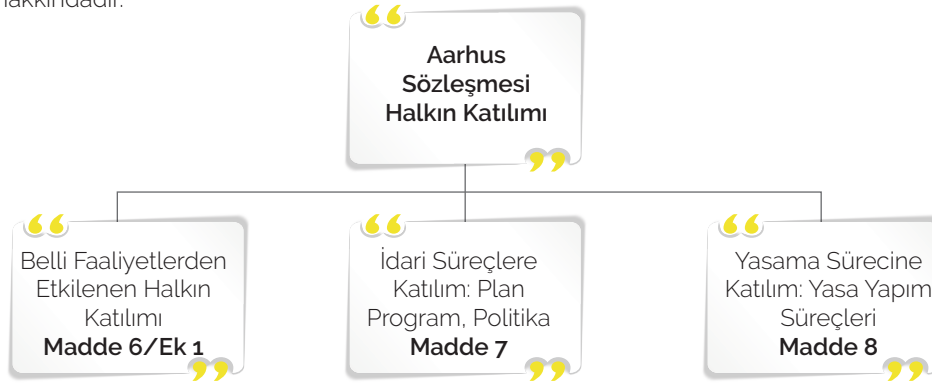 hakkındadır.
Aarhus
Sözleşmesi
Halkın Katılımı
Belli Faaliyetlerden
Etkilenen Halkın
Katılımı
Madde 6/Ek 1
İdari Süreçlere
Katılım: Plan
Program, Politika
Madde 7
Yasama Sürecine
Katılım: Yasa Yapım
Süreçleri
Madde 8